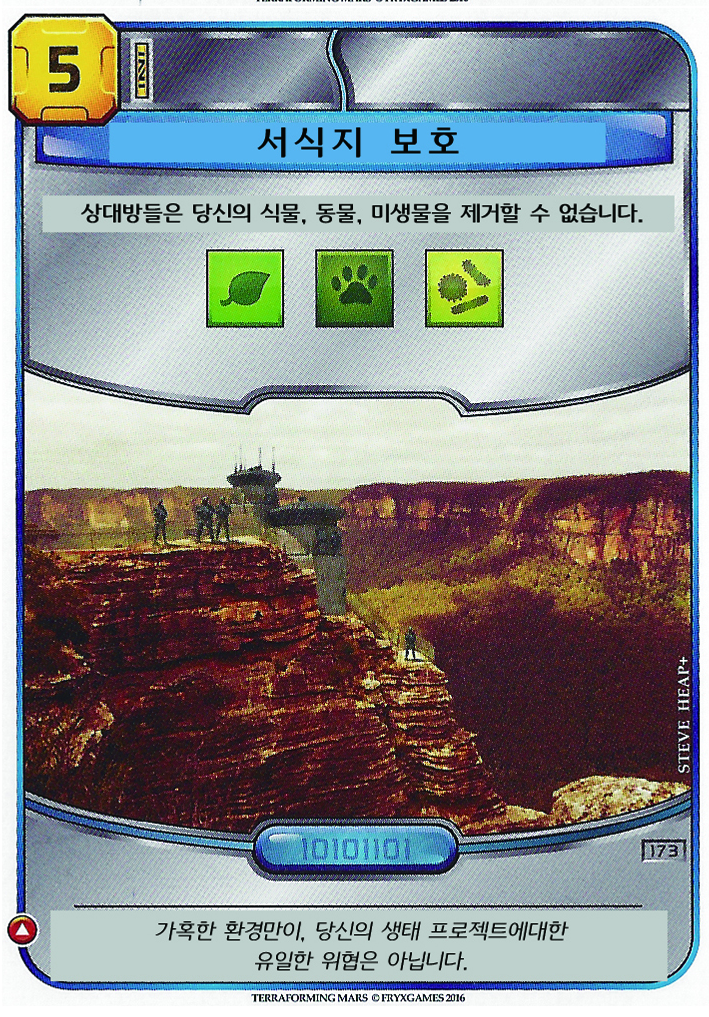 5
서식지 보호
상대방들은 당신의 식물, 동물, 미생물을 제거할 수 없습니다.
STEVE HEAP+
10101101
173
가혹한 환경만이, 당신의 생태 프로젝트에대한
유일한 위협은 아닙니다.
TERRAFORMING MARS © FRYXGAMES 2016